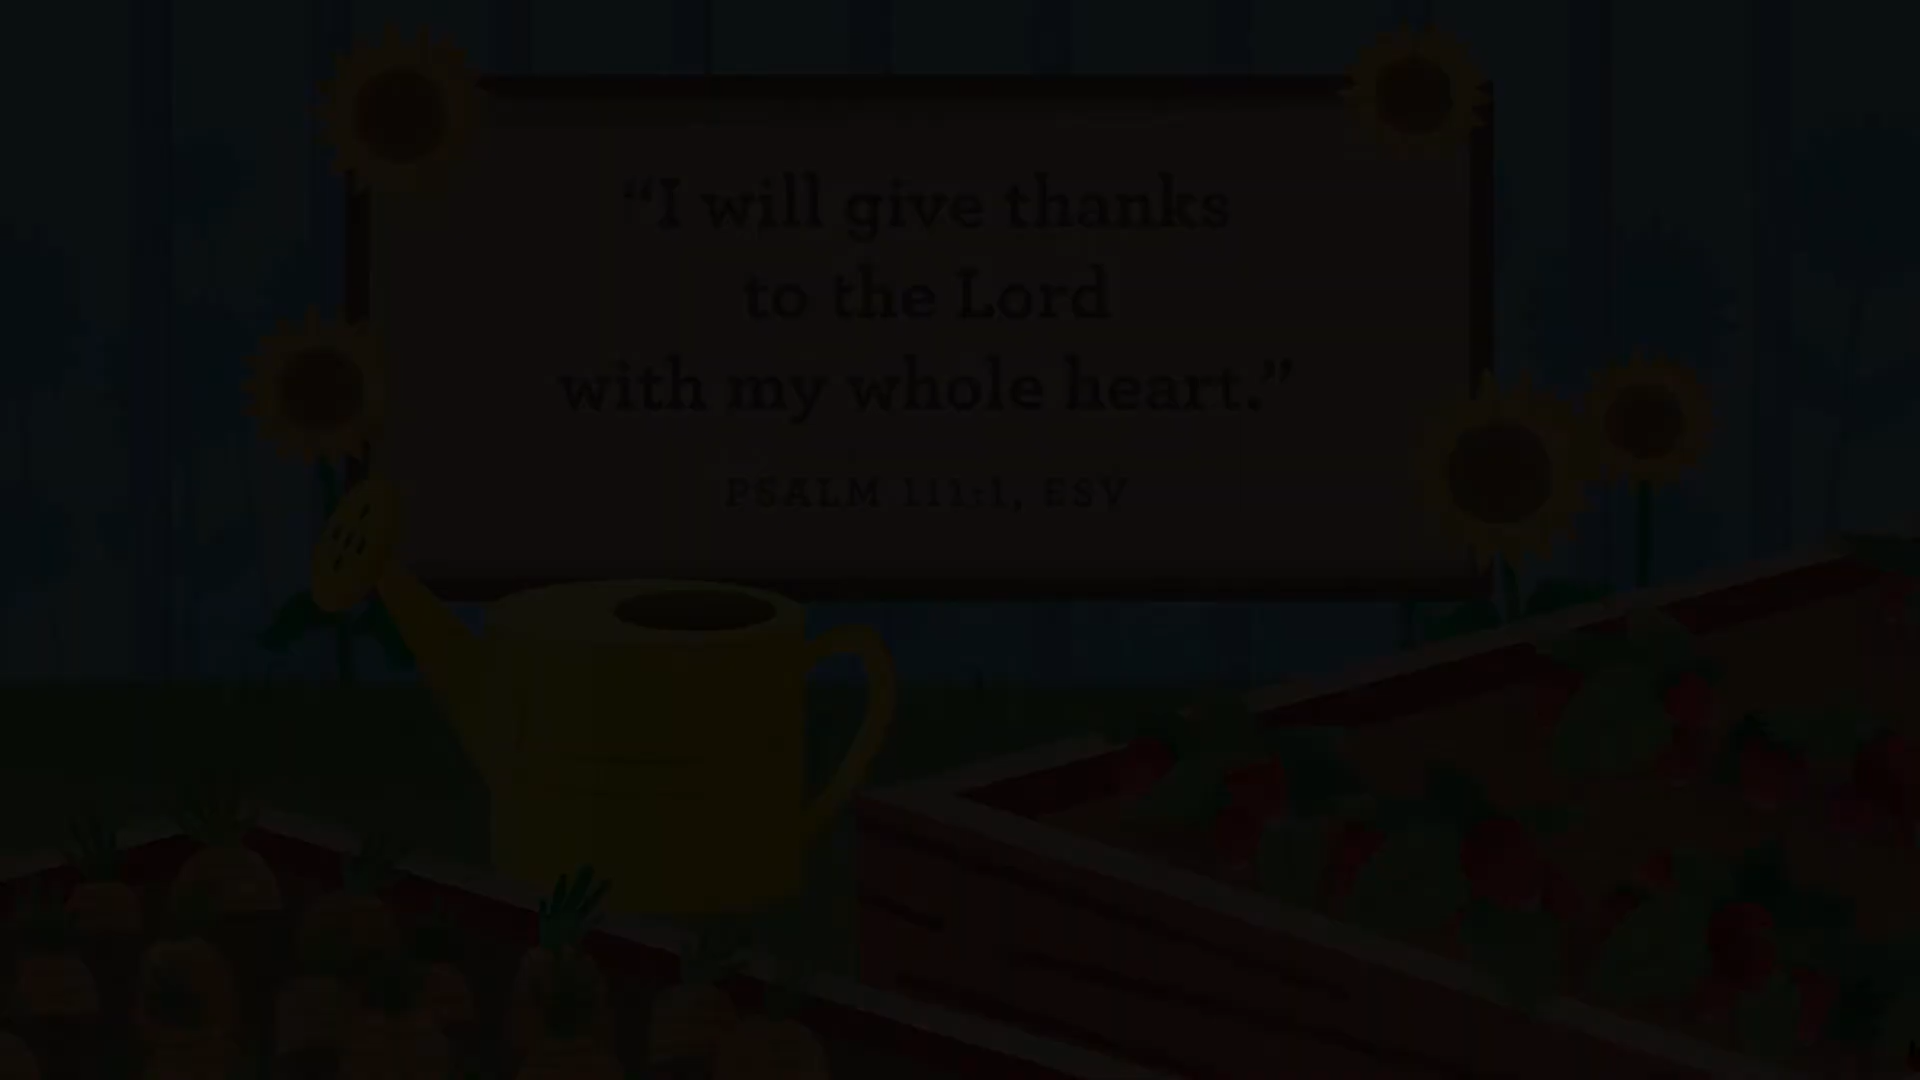 “I will give thanks
to the Lord
with my whole heart.”
PSALM 111:1, ESV